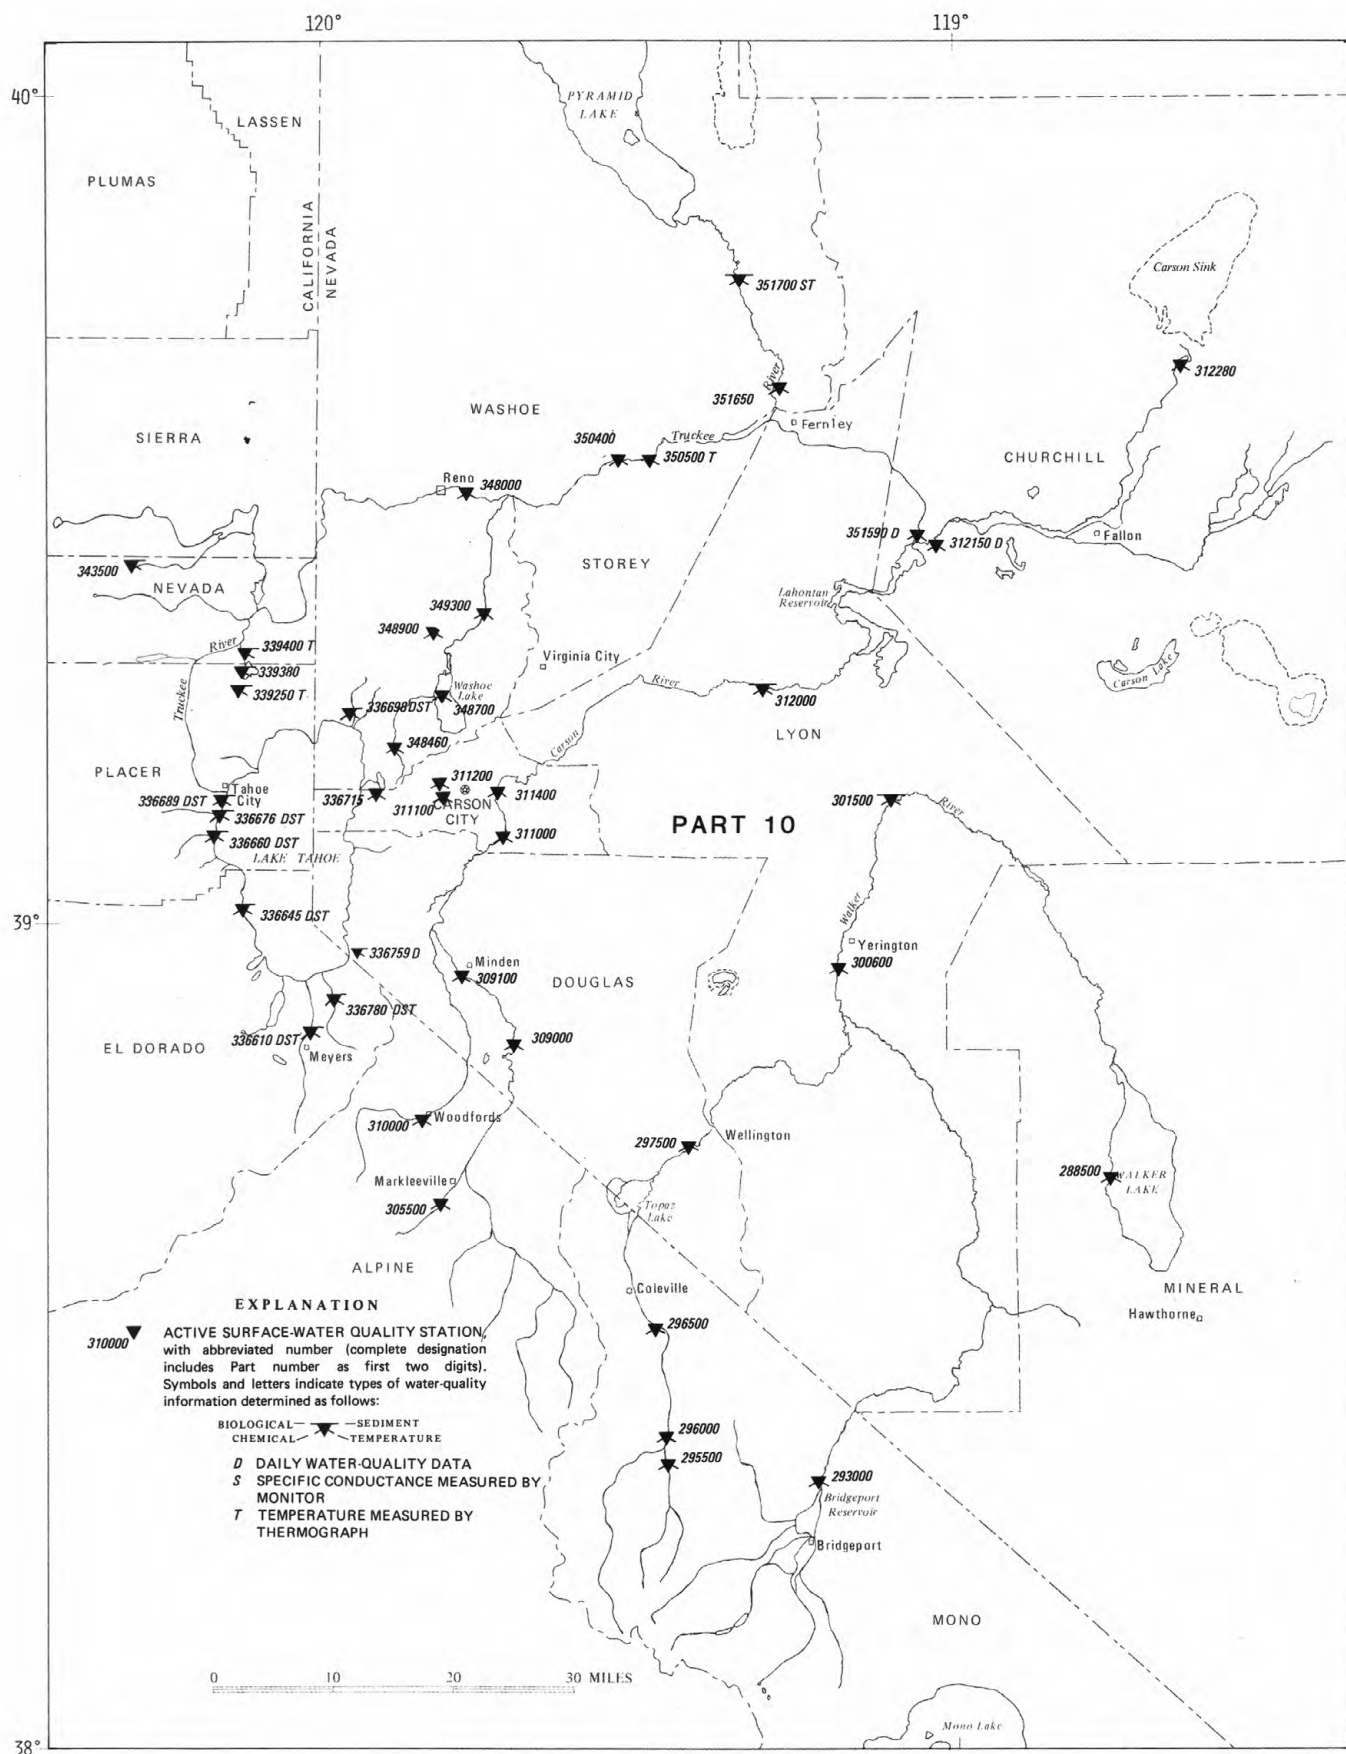 120°
119°
40°
PYRAMID
LAKE
LASSEN
PLUMAS
CALIFORNIA
NEVADA
Carson Sink
351700 ST
312280
River
351650
WASHOE
Fernley
SIERRA
350400
Truckee
350500 T
CHURCHILL
Reno
348000
351590 D
312150 D
Fallon
343500
STOREY
NEVADA
Lahontan
Reservoir
349300
348900
River
339400 T
339380
Virginia City
339250 T
Washoe
Lake
River
Carson Lake
Truckee
336698 DST
348700
312000
Carson
LYON
348460
PLACER
311200
Tahoe
City
336715
311400
301500
River
336689 DST
311100
CARSON
CITY
336676 DST
PART 10
336660 DST
311000
LAKE TAHOE
Walker
39°
336645 DST
Yerington
336759 D
Minden
309100
300600
DOUGLAS
336780 DST
336610 DST
309000
EL DORADO
Meyers
Woodfords
310000
Wellington
297500
Markleeville
288500
WALKER
LAKE
305500
Topaz
Lake
ALPINE
Coleville
MINERAL
EXPLANATION
Hawthorne
310000
ACTIVE SURFACE-WATER QUALITY STATION,
with abbreviated number (complete designation
includes Part number as first two digits).
Symbols and letters indicate types of water-quality
information determined as follows:
296500
BIOLOGICAL SEDIMENT
CHEMICAL TEMPERATURE
296000
D DAILY WATER-QUALITY DATA
295500
S SPECIFIC CONDUCTANCE MEASURED BY
MONITOR
293000
T TEMPERATURE MEASURED BY
THERMOGRAPH
Bridgeport
Reservoir
Bridgeport
MONO
0 10 20 30 MILES
Mono Lake
38°